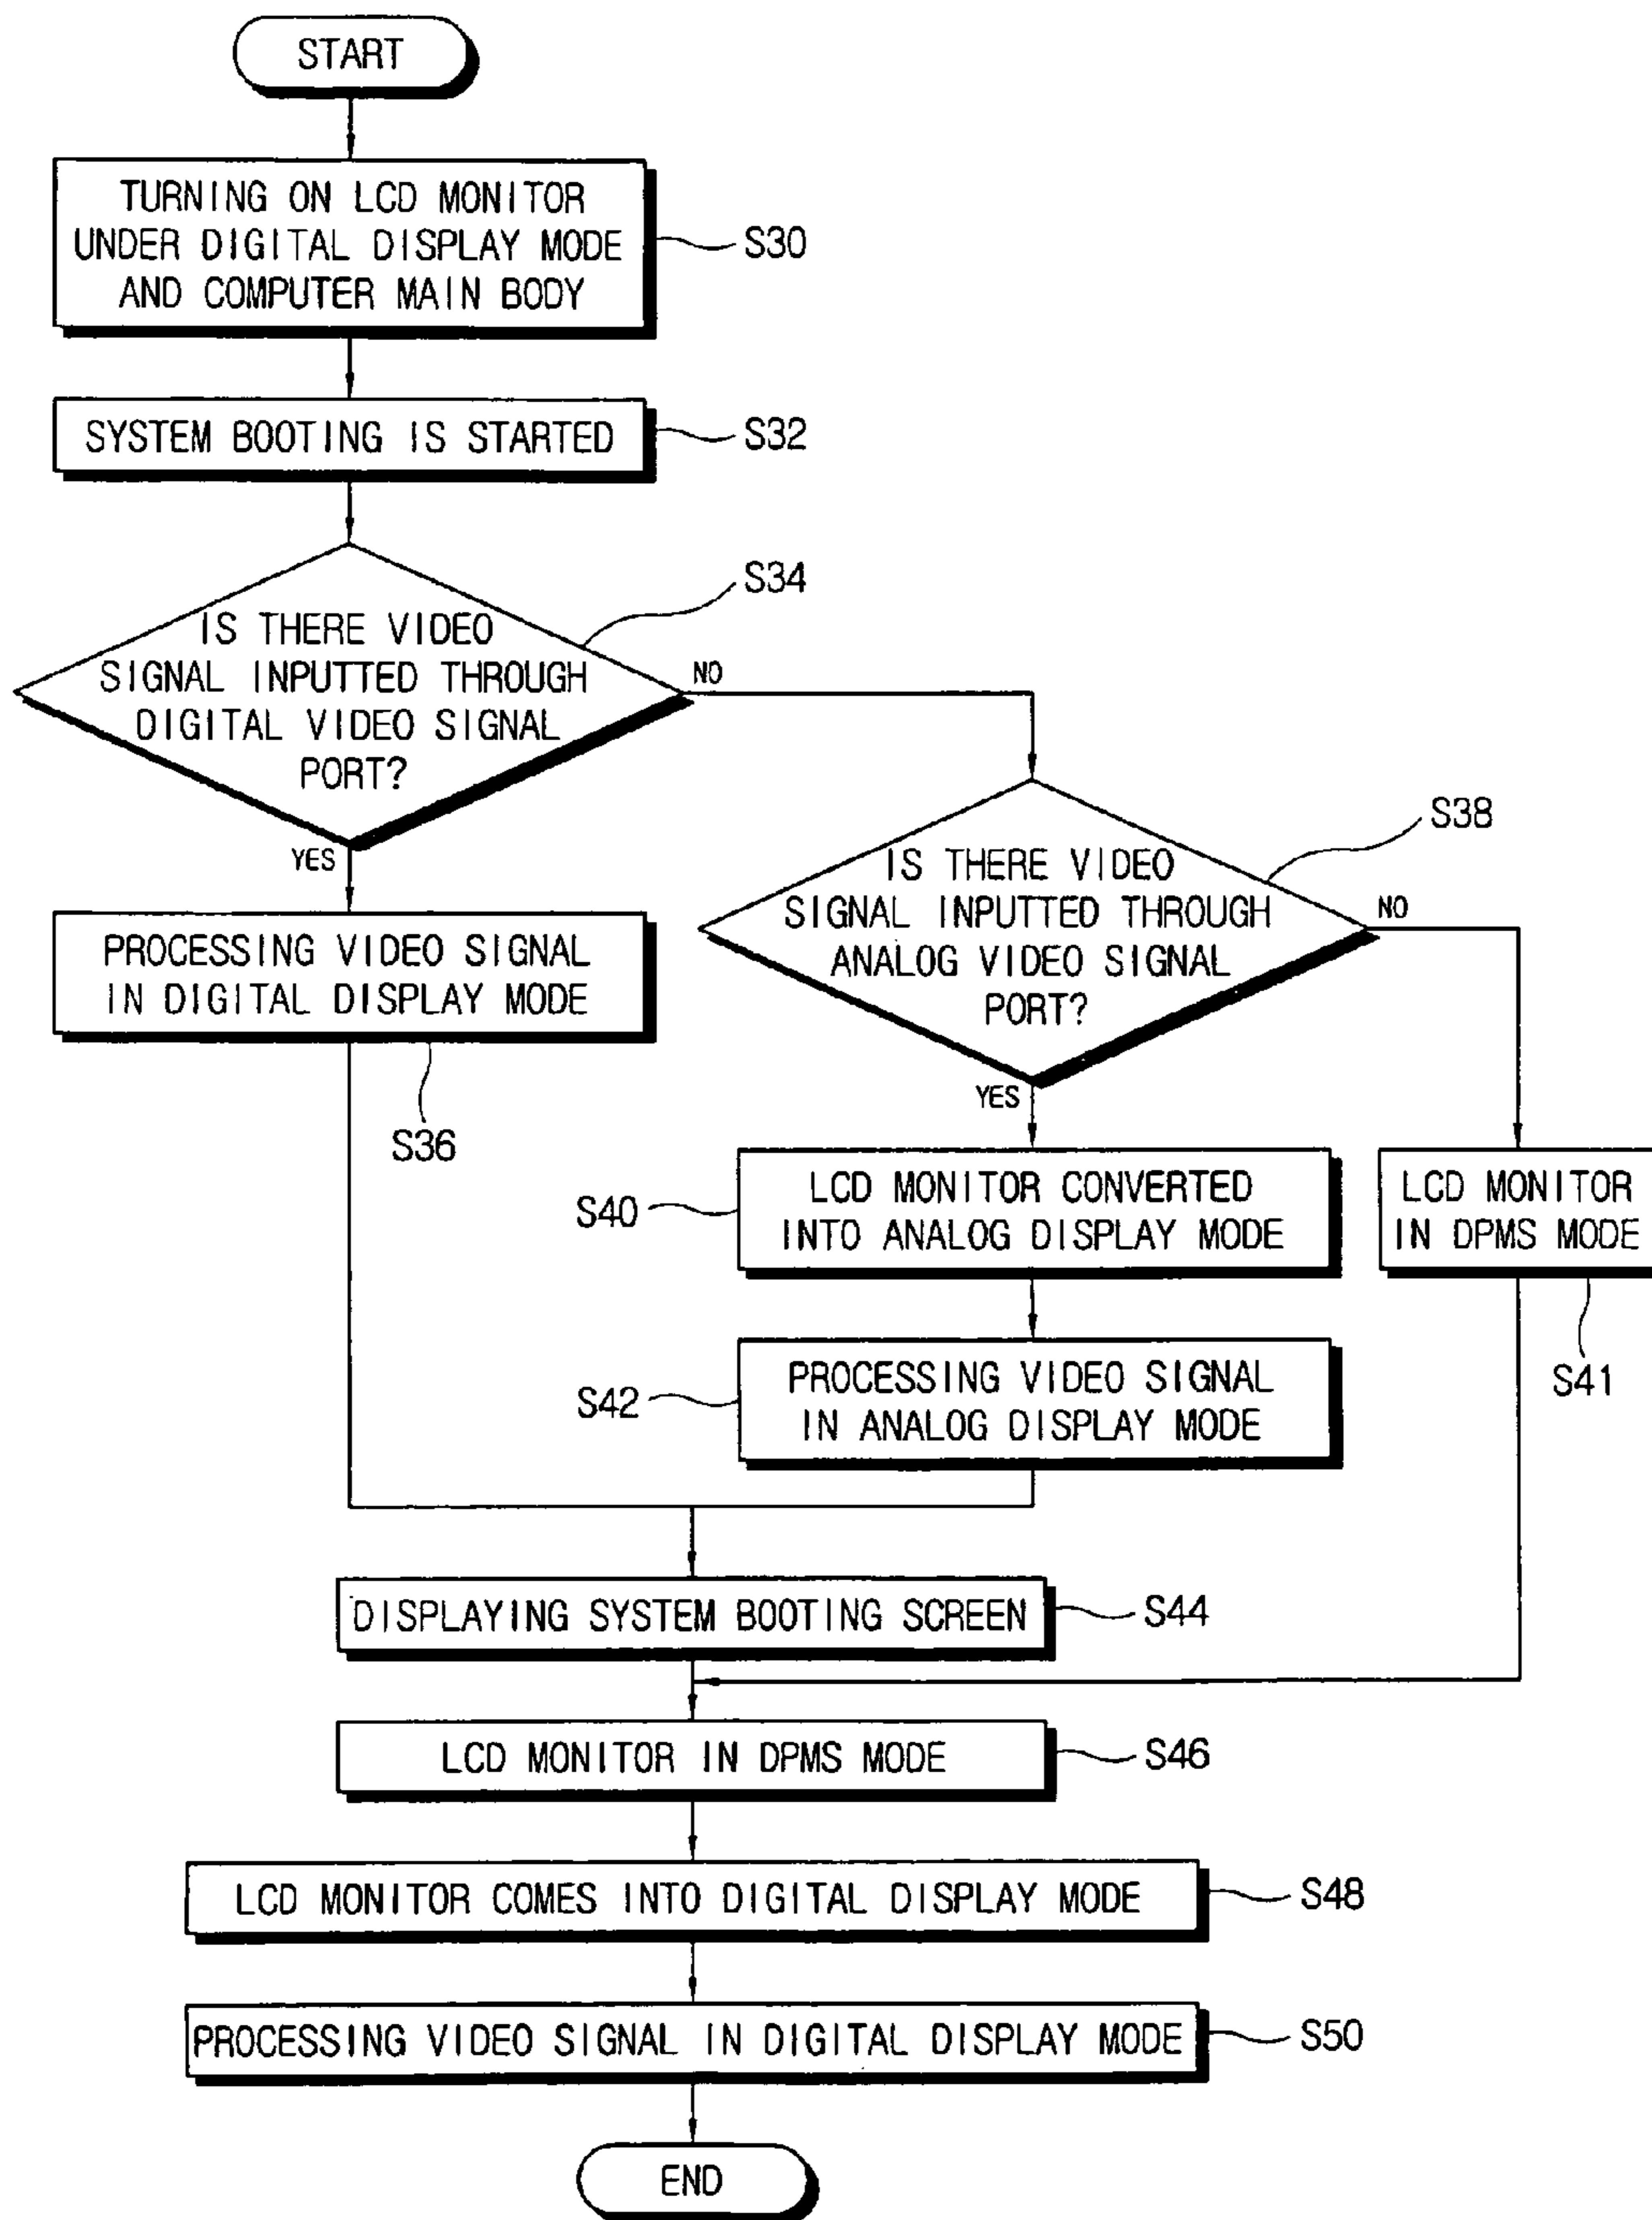 START
TURNING ON LCD MONITOR
UNDER DIGITAL DISPLAY MODE
AND COMPUTER MAIN BODY
S30
SYSTEM BOOTING IS STARTED
S32
S34
IS THERE VIDEO
SIGNAL INPUTTED THROUGH
DIGITAL VIDEO SIGNAL
PORT?
NO
YES
S38
IS THERE VIDEO
SIGNAL INPUTTED THROUGH
ANALOG VIDEO SIGNAL
PORT?
NO
YES
PROCESSING VIDEO SIGNAL
IN DIGITAL DISPLAY MODE
S36
S40
LCD MONITOR CONVERTED
INTO ANALOG DISPLAY MODE
LCD MONITOR
IN DPMS MODE
S41
S42
PROCESSING VIDEO SIGNAL
IN ANALOG DISPLAY MODE
DISPLAYING SYSTEM BOOTING SCREEN
S44
LCD MONITOR IN DPMS MODE
S46
LCD MONITOR COMES INTO DIGITAL DISPLAY MODE
S48
PROCESSING VIDEO SIGNAL IN DIGITAL DISPLAY MODE
S50
END